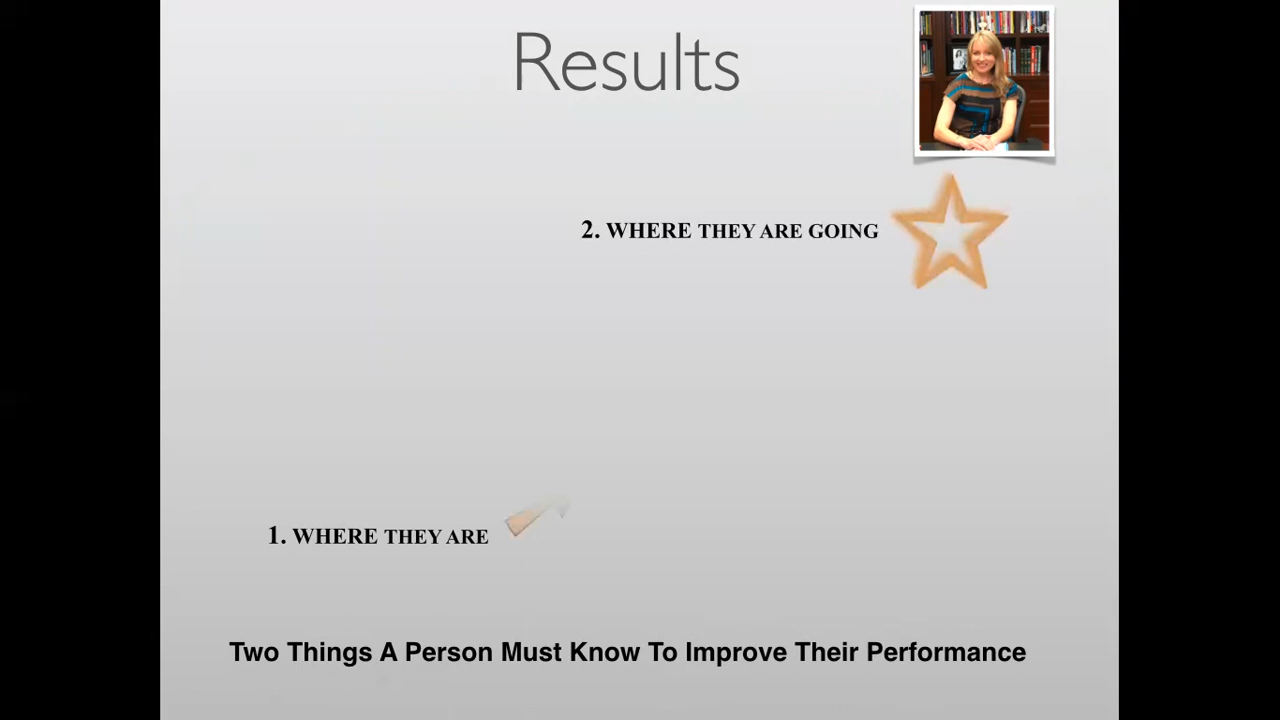 Results
2. WHERE THEY ARE GOING
1. WHERE THEY ARE
Two Things A Person Must Know To Improve Their Performance